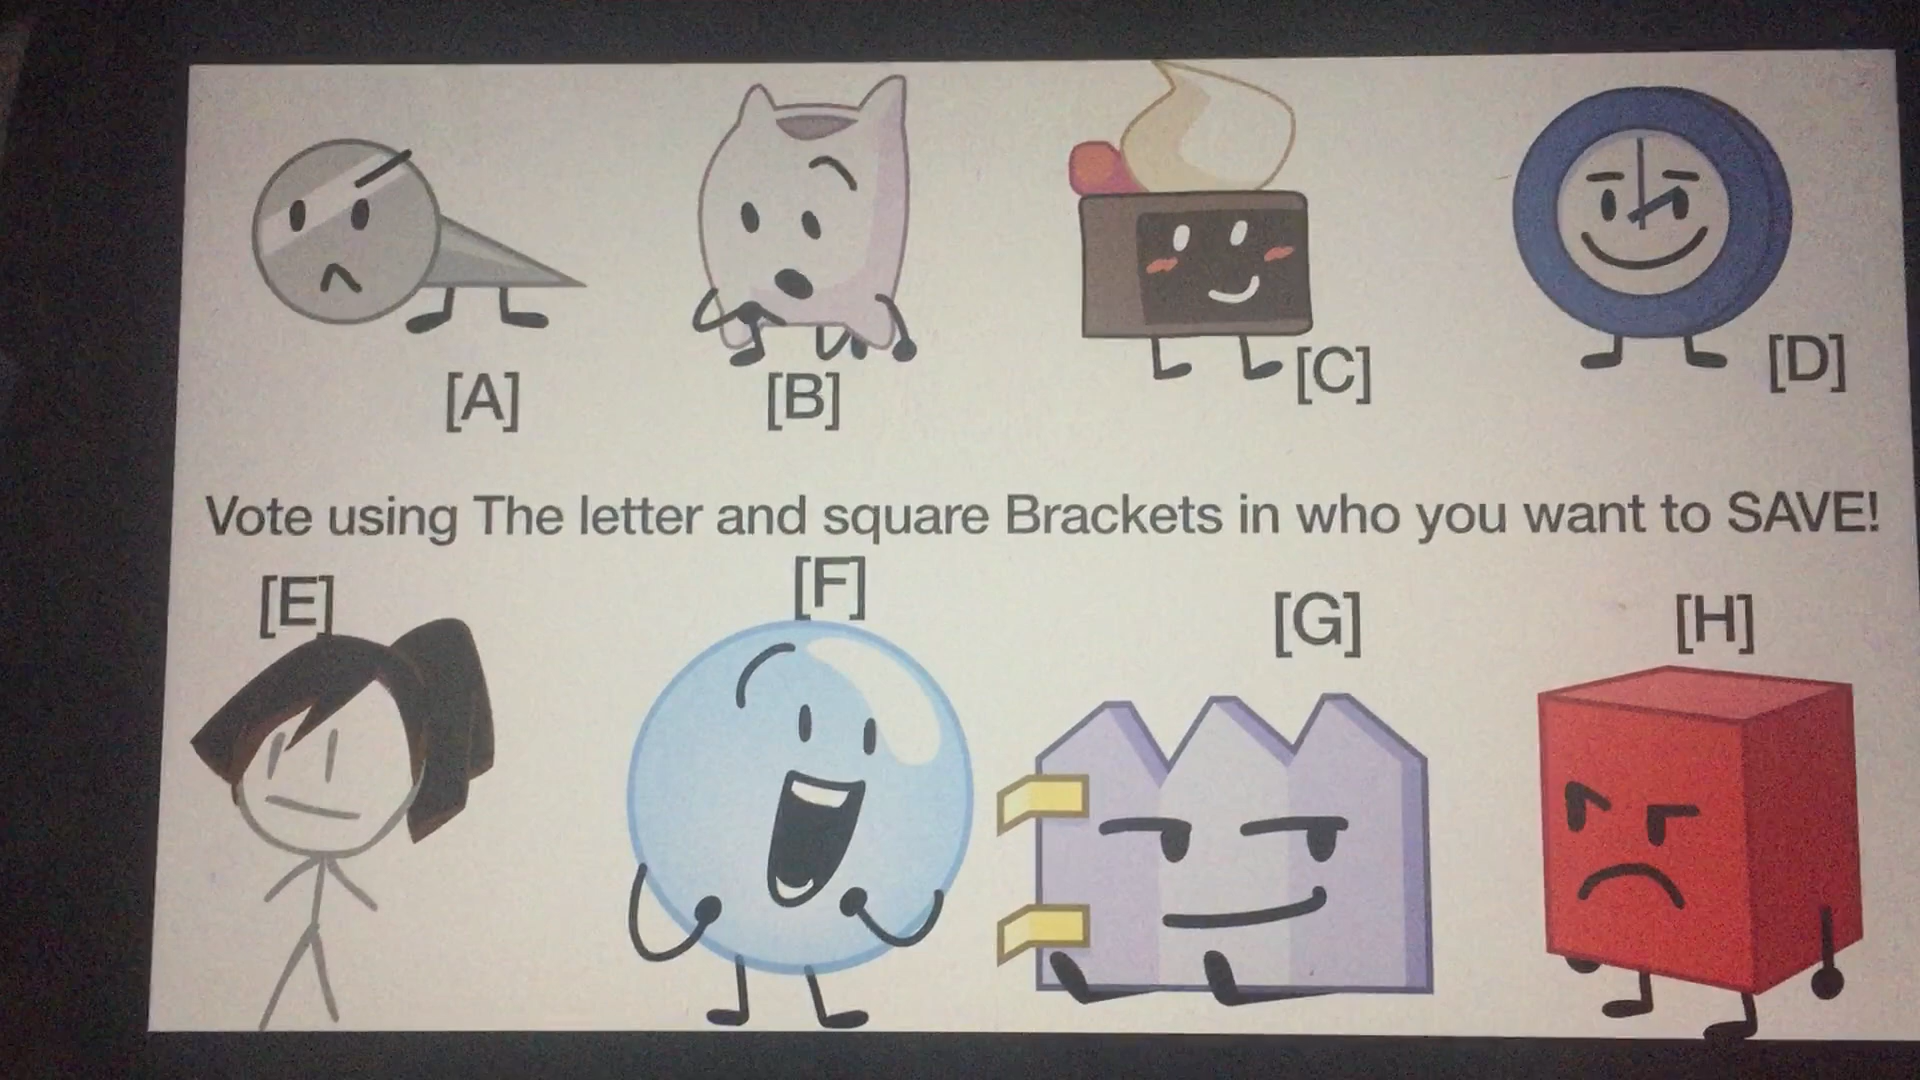 [A] [B] [C] [D]
Vote using The letter and square Brackets in who you want to SAVE!
[E] [F] [G] [H]